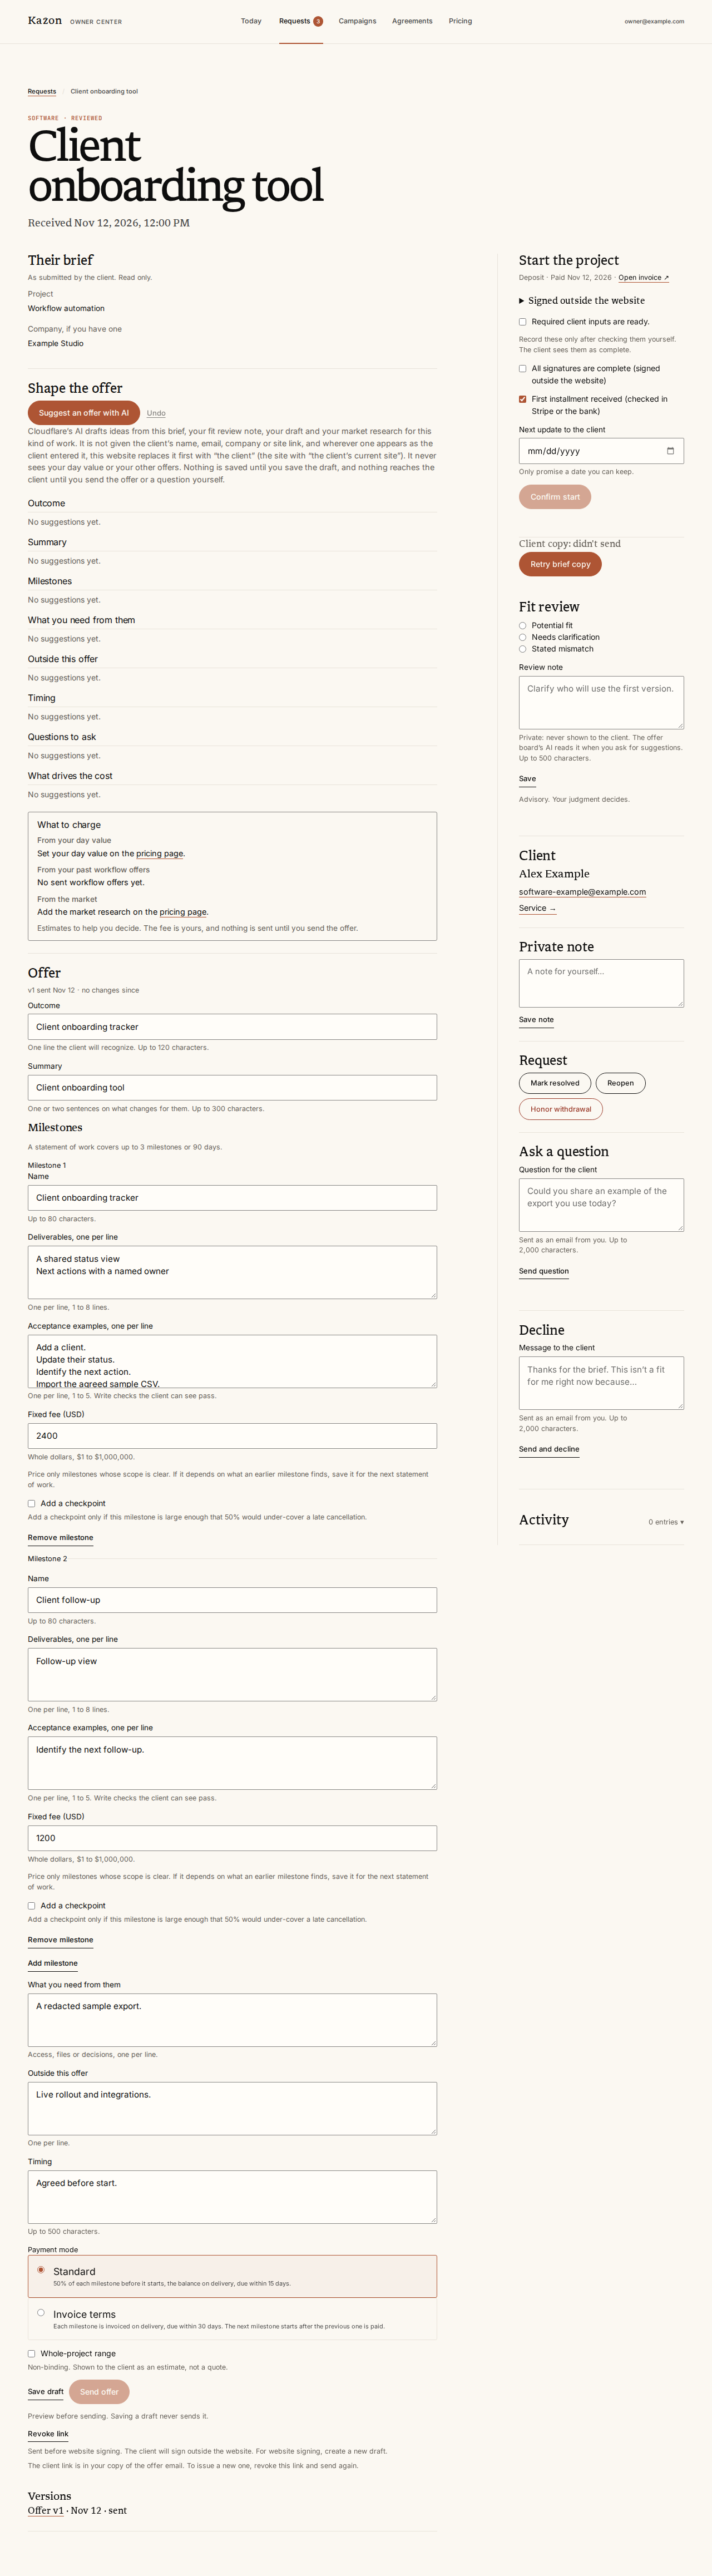 Kazon OWNER CENTER
Today
Requests 3
Campaigns
Agreements
Pricing
owner@example.com
Requests / Client onboarding tool
SOFTWARE · REVIEWED
Client
onboarding tool
Received Nov 12, 2026, 12:00 PM
Their brief
As submitted by the client. Read only.
Project
Workflow automation
Company, if you have one
Example Studio
Shape the offer
Suggest an offer with AI
Undo
Cloudflare's AI drafts ideas from this brief, your fit review note, your draft and your market research for this
kind of work. It is not given the client's name, email, company or site link, and wherever one appears as the
client entered it, this website replaces it first with “the client” (the site with “the client's current site”). It never
sees your day value or your other offers. Nothing is saved until you save the draft, and nothing reaches the
client until you send the offer or a question yourself.
Outcome
No suggestions yet.
Summary
No suggestions yet.
Milestones
No suggestions yet.
What you need from them
No suggestions yet.
Outside this offer
No suggestions yet.
Timing
No suggestions yet.
Questions to ask
No suggestions yet.
What drives the cost
No suggestions yet.
What to charge
From your day value
Set your day value on the pricing page.
From your past workflow offers
No sent workflow offers yet.
From the market
Add the market research on the pricing page.
Estimates to help you decide. The fee is yours, and nothing is sent until you send the offer.
Offer
v1 sent Nov 12 · no changes since
Outcome
Client onboarding tracker
One line the client will recognize. Up to 120 characters.
Summary
Client onboarding tool
One or two sentences on what changes for them. Up to 300 characters.
Milestones
A statement of work covers up to 3 milestones or 90 days.
Milestone 1
Name
Client onboarding tracker
Up to 80 characters.
Deliverables, one per line
A shared status view
Next actions with a named owner
One per line, 1 to 8 lines.
Acceptance examples, one per line
Add a client.
Update their status.
Identify the next action.
Import the agreed sample CSV.
One per line, 1 to 5. Write checks the client can see pass.
Fixed fee (USD)
2400
Whole dollars, $1 to $1,000,000.
Price only milestones whose scope is clear. If it depends on what an earlier milestone finds, save it for the next statement
of work.
Add a checkpoint
Add a checkpoint only if this milestone is large enough that 50% would under-cover a late cancellation.
Remove milestone
Milestone 2
Name
Client follow-up
Up to 80 characters.
Deliverables, one per line
Follow-up view
One per line, 1 to 8 lines.
Acceptance examples, one per line
Identify the next follow-up.
One per line, 1 to 5. Write checks the client can see pass.
Fixed fee (USD)
1200
Whole dollars, $1 to $1,000,000.
Price only milestones whose scope is clear. If it depends on what an earlier milestone finds, save it for the next statement
of work.
Add a checkpoint
Add a checkpoint only if this milestone is large enough that 50% would under-cover a late cancellation.
Remove milestone
Add milestone
What you need from them
A redacted sample export.
Access, files or decisions, one per line.
Outside this offer
Live rollout and integrations.
One per line.
Timing
Agreed before start.
Up to 500 characters.
Payment mode
Standard
50% of each milestone before it starts, the balance on delivery, due within 15 days.
Invoice terms
Each milestone is invoiced on delivery, due within 30 days. The next milestone starts after the previous one is paid.
Whole-project range
Non-binding. Shown to the client as an estimate, not a quote.
Save draft
Send offer
Preview before sending. Saving a draft never sends it.
Revoke link
Sent before website signing. The client will sign outside the website. For website signing, create a new draft.
The client link is in your copy of the offer email. To issue a new one, revoke this link and send again.
Versions
Offer v1 · Nov 12 · sent
Start the project
Deposit · Paid Nov 12, 2026 · Open invoice ↗
▶ Signed outside the website
Required client inputs are ready.
Record these only after checking them yourself.
The client sees them as complete.
All signatures are complete (signed
outside the website)
First installment received (checked in
Stripe or the bank)
Next update to the client
mm/dd/yyyy
Only promise a date you can keep.
Confirm start
Client copy: didn't send
Retry brief copy
Fit review
Potential fit
Needs clarification
Stated mismatch
Review note
Clarify who will use the first version.
Private: never shown to the client. The offer
board's AI reads it when you ask for suggestions.
Up to 500 characters.
Save
Advisory. Your judgment decides.
Client
Alex Example
software-example@example.com
Service →
Private note
A note for yourself...
Save note
Request
Mark resolved
Reopen
Honor withdrawal
Ask a question
Question for the client
Could you share an example of the
export you use today?
Sent as an email from you. Up to
2,000 characters.
Send question
Decline
Message to the client
Thanks for the brief. This isn't a fit
for me right now because...
Sent as an email from you. Up to
2,000 characters.
Send and decline
Activity
0 entries ▾